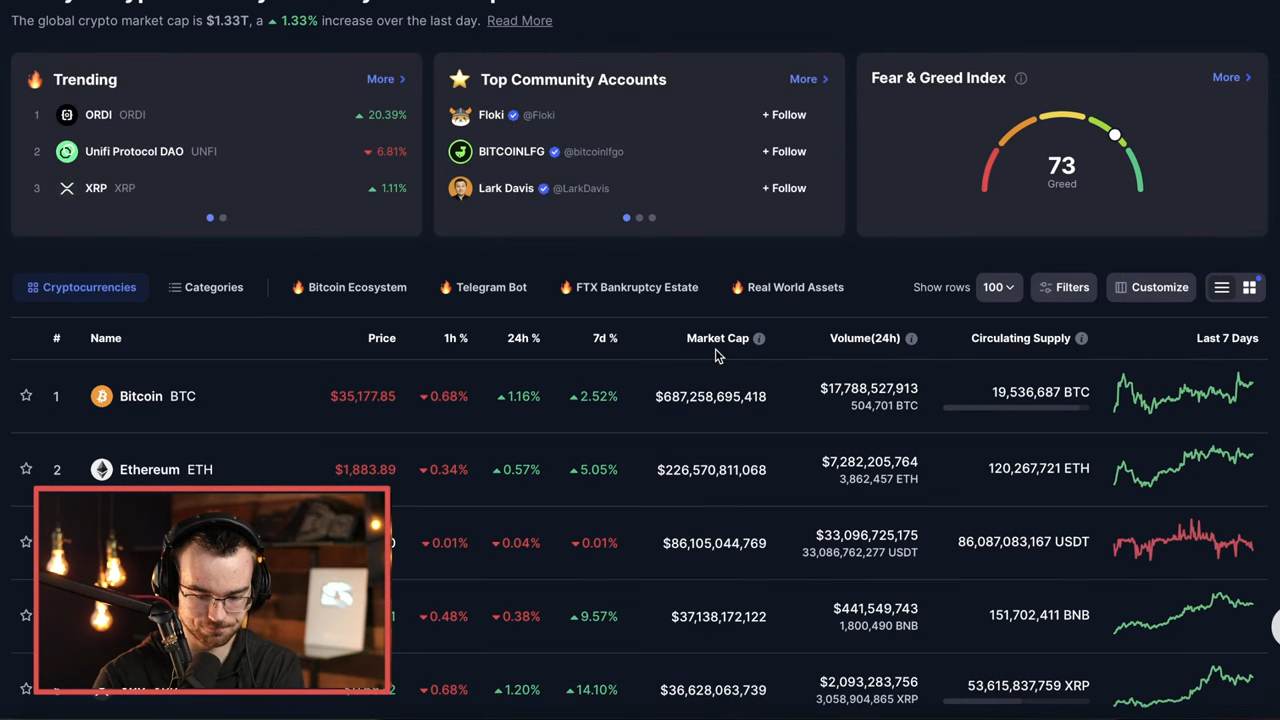 The global crypto market cap is $1.33T, a 1.33% increase over the last day. Read More
Trending More
1 ORDI ORDI 20.39%
2 Unifi Protocol DAO UNFI 6.81%
3 XRP XRP 1.11%
Top Community Accounts More
Floki @Floki + Follow
BITCOINLFG @bitcoinlfgo + Follow
Lark Davis @LarkDavis + Follow
Fear & Greed Index More
73
Greed
Cryptocurrencies Categories Bitcoin Ecosystem Telegram Bot FTX Bankruptcy Estate Real World Assets Show rows 100 Filters Customize
# Name Price 1h % 24h % 7d % Market Cap Volume(24h) Circulating Supply Last 7 Days
1 Bitcoin BTC $35,177.85 0.68% 1.16% 2.52% $687,258,695,418 $17,788,527,913 19,536,687 BTC
504,701 BTC
2 Ethereum ETH $1,883.89 0.34% 0.57% 5.05% $226,570,811,068 $7,282,205,764 120,267,721 ETH
3,862,457 ETH
0.01% 0.04% 0.01% $86,105,044,769 $33,096,725,175 86,087,083,167 USDT
33,086,762,277 USDT
0.48% 0.38% 9.57% $37,138,172,122 $441,549,743 151,702,411 BNB
1,800,490 BNB
0.68% 1.20% 14.10% $36,628,063,739 $2,093,283,756 53,615,837,759 XRP
3,058,904,865 XRP